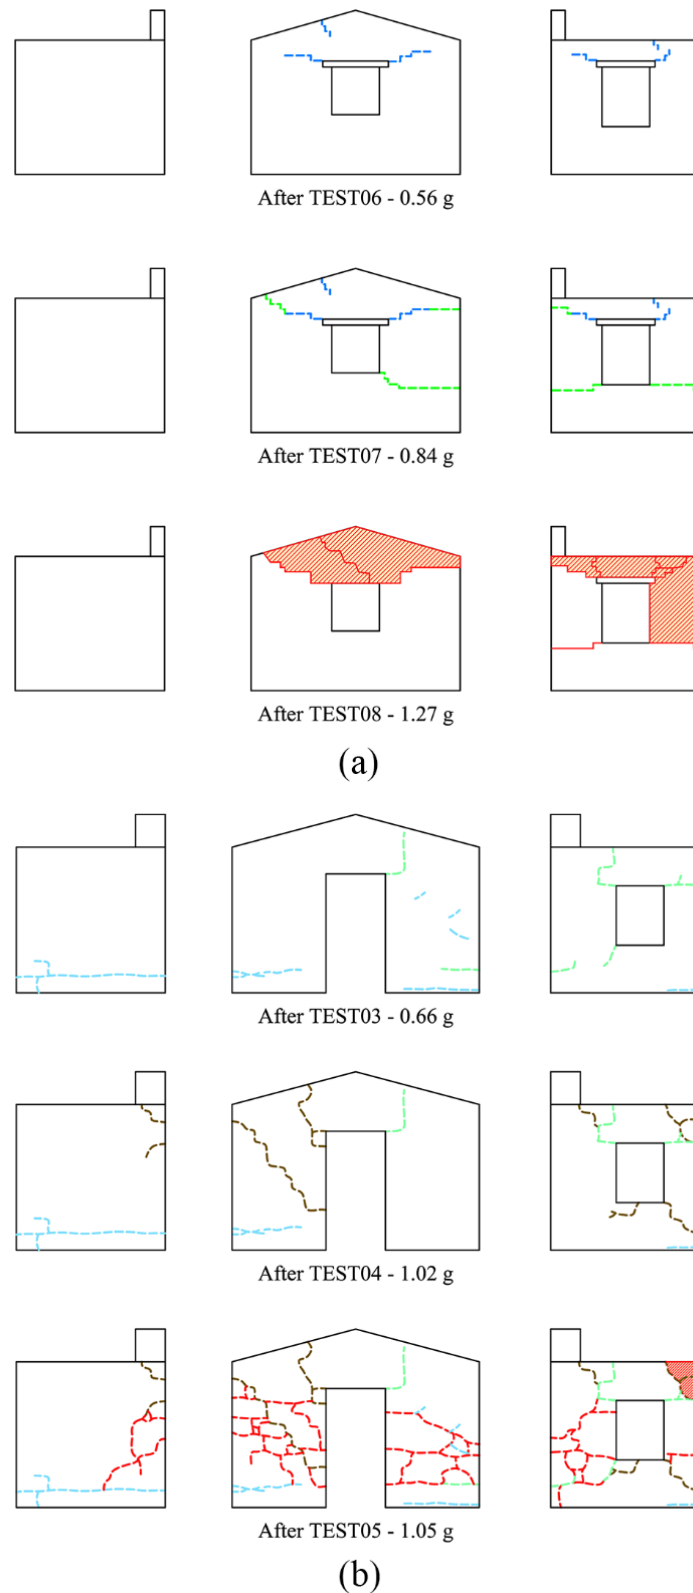 After TEST06 - 0.56 g
After TEST07 - 0.84 g
After TEST08 - 1.27 g
(a)
After TEST03 - 0.66 g
After TEST04 - 1.02 g
After TEST05 - 1.05 g
(b)